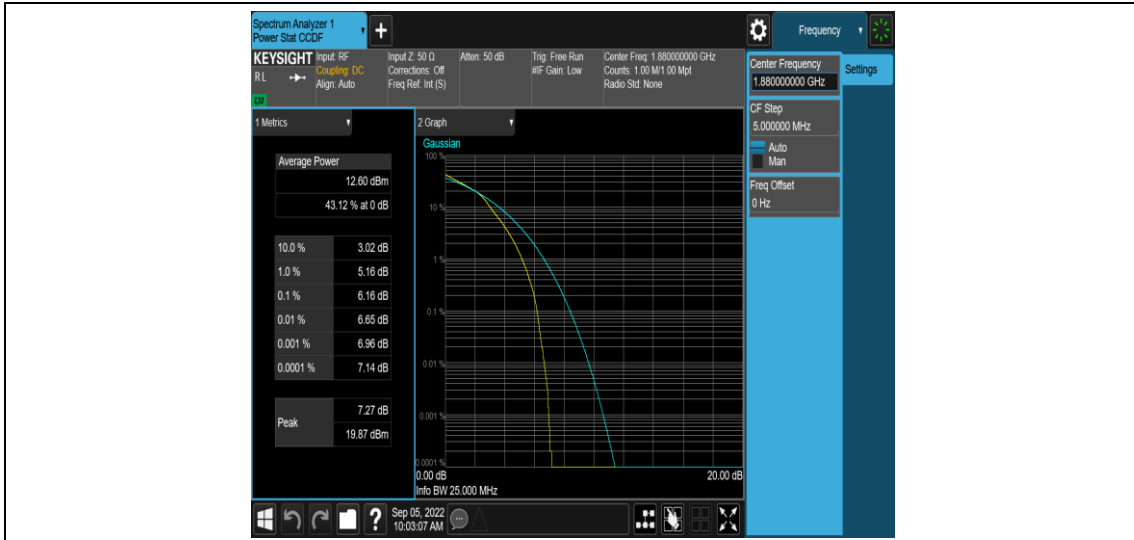 Spectrum Analyzer 1
Power Stat CCDF
+
Frequency
KEYSIGHT
RL
Input: RF
Coupling: DC
Align: Auto
Input Z: 50 Ω
Corrections: Off
Freq Ref: Int (S)
Atten: 50 dB
Trig: Free Run
#IF Gain: Low
Center Freq: 1.880000000 GHz
Counts: 1.00 M/1.00 Mpt
Radio Std: None
Center Frequency
1.880000000 GHz
Settings
CF Step
5.000000 MHz
Auto
Man
Freq Offset
0 Hz
1 Metrics
Average Power
12.60 dBm
43.12 % at 0 dB
10.0 % 3.02 dB
1.0 % 5.16 dB
0.1 % 6.16 dB
0.01 % 6.65 dB
0.001 % 6.96 dB
0.0001 % 7.14 dB
Peak
7.27 dB
19.87 dBm
2 Graph
Gaussian
100 %
10 %
1 %
0.1 %
0.01 %
0.001 %
0.0001 %
0.00 dB 20.00 dB
Info BW 25.000 MHz
?
Sep 05, 2022
10:03:07 AM